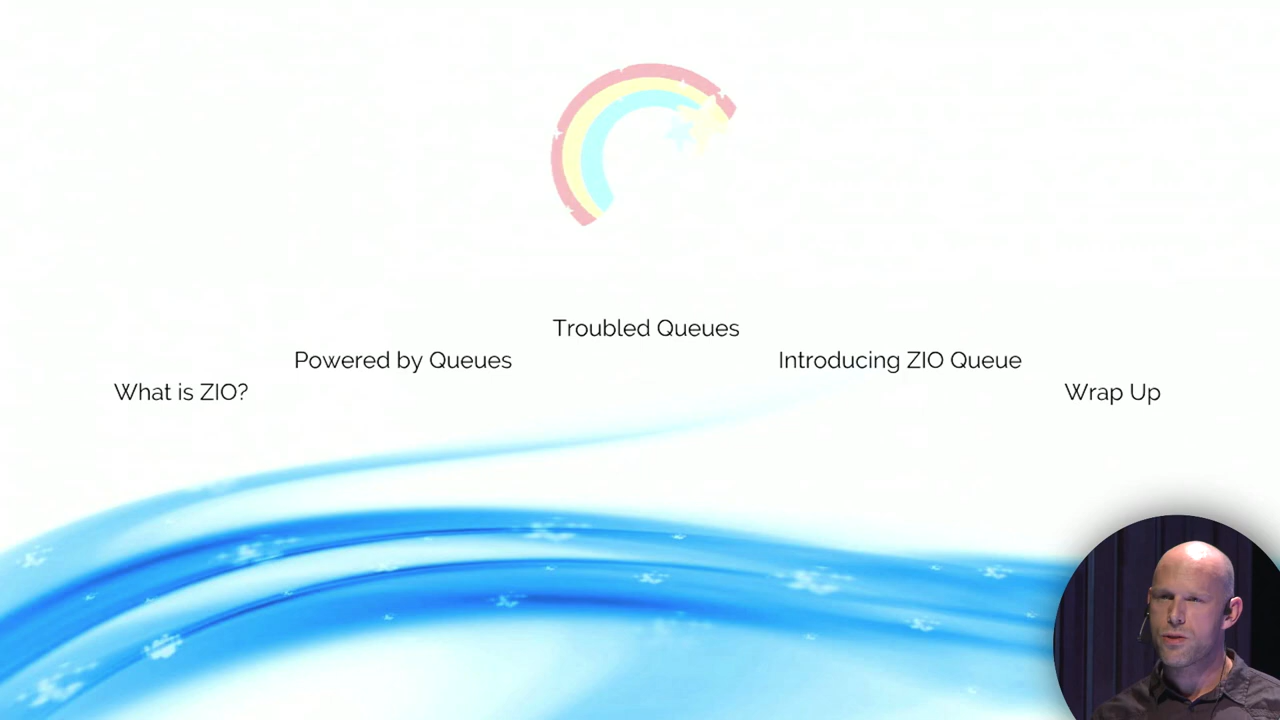 What is ZIO?
Powered by Queues
Troubled Queues
Introducing ZIO Queue
Wrap Up